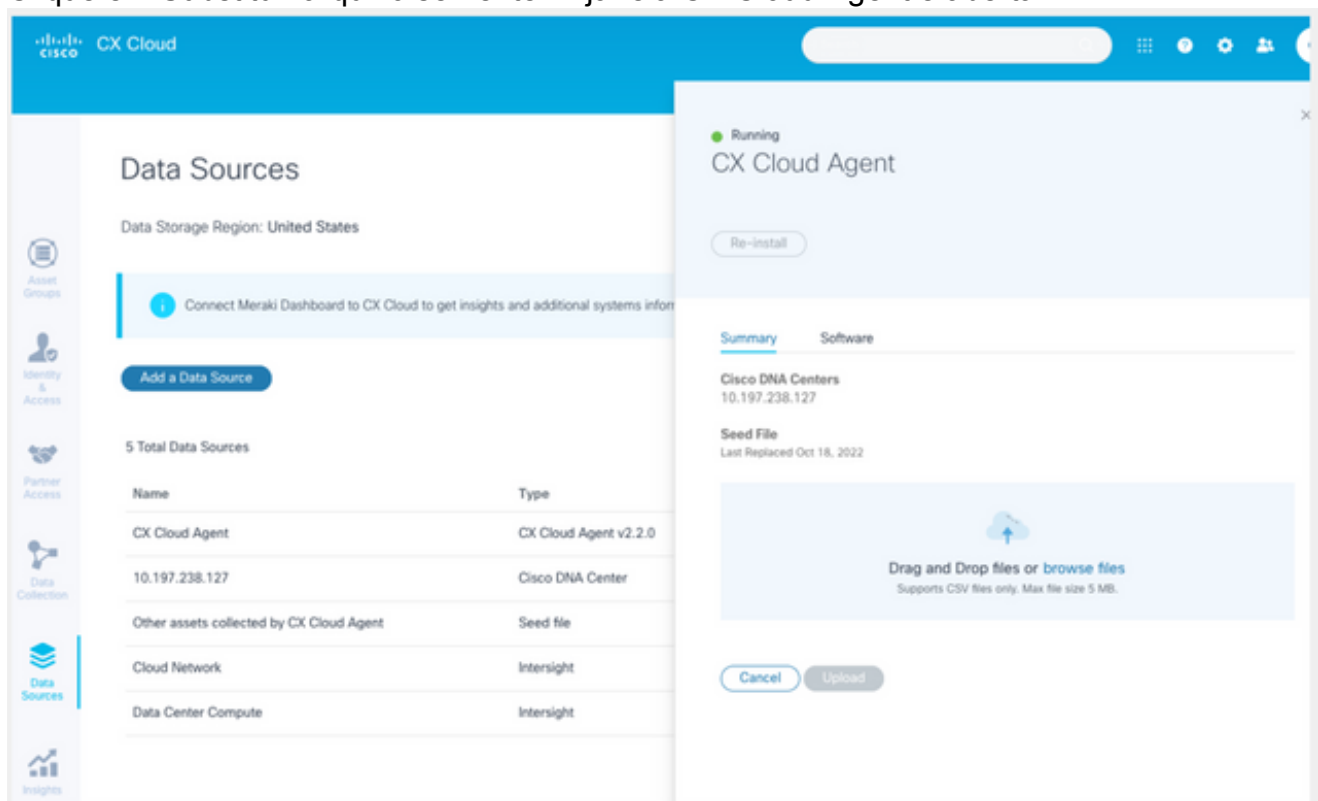 cisco CX Cloud
Data Sources
Data Storage Region: United States
Connect Meraki Dashboard to CX Cloud to get insights and additional systems infor
Add a Data Source
5 Total Data Sources
Name Type
CX Cloud Agent CX Cloud Agent v2.2.0
10.197.238.127 Cisco DNA Center
Other assets collected by CX Cloud Agent Seed file
Cloud Network Intersight
Data Center Compute Intersight
Asset
Groups
Identity
&
Access
Partner
Access
Data
Collection
Data
Sources
Insights
Running
CX Cloud Agent
Re-install
Summary Software
Cisco DNA Centers
10.197.238.127
Seed File
Last Replaced Oct 18, 2022
Drag and Drop files or browse files
Supports CSV files only. Max file size 5 MB.
Cancel Upload